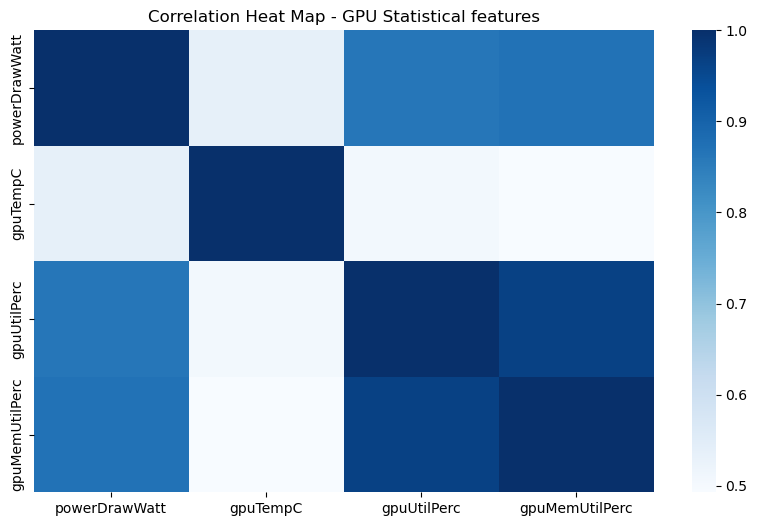 Correlation Heat Map - GPU Statistical features
powerDrawWatt
gpuTempC
gpuUtilPerc
gpuMemUtilPerc
powerDrawWatt
gpuTempC
gpuUtilPerc
gpuMemUtilPerc
1.0
0.9
0.8
0.7
0.6
0.5